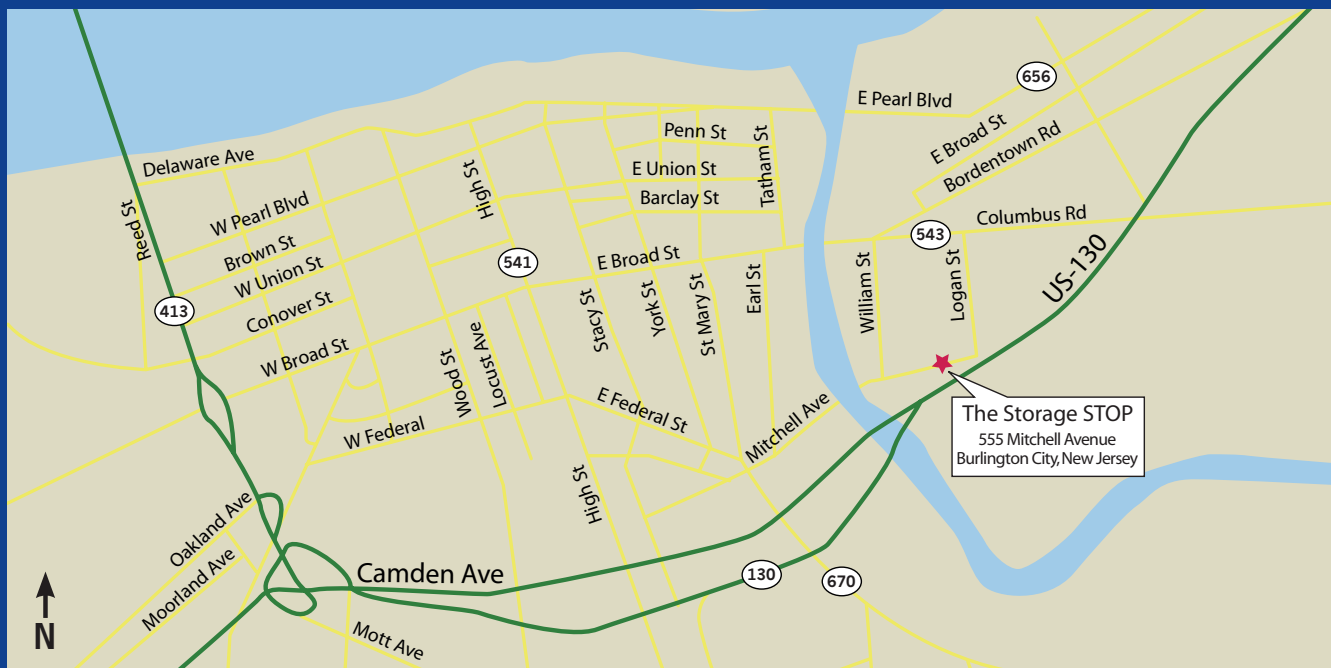 656
E Pearl Blvd
Penn St
E Broad St
Bordentown Rd
Delaware Ave
E Union St
Tatham St
High St
Barclay St
W Pearl Blvd
Reed St
Columbus Rd
543
Brown St
541
E Broad St
W Union St
US-130
413
Conover St
Stacy St
York St
St Mary St
Earl St
William St
Logan St
W Broad St
Wood St
Locust Ave
The Storage STOP
555 Mitchell Avenue
Burlington City, New Jersey
E Federal St
Mitchell Ave
W Federal
High St
Oakland Ave
Moorland Ave
Camden Ave
130
670
N
Mott Ave